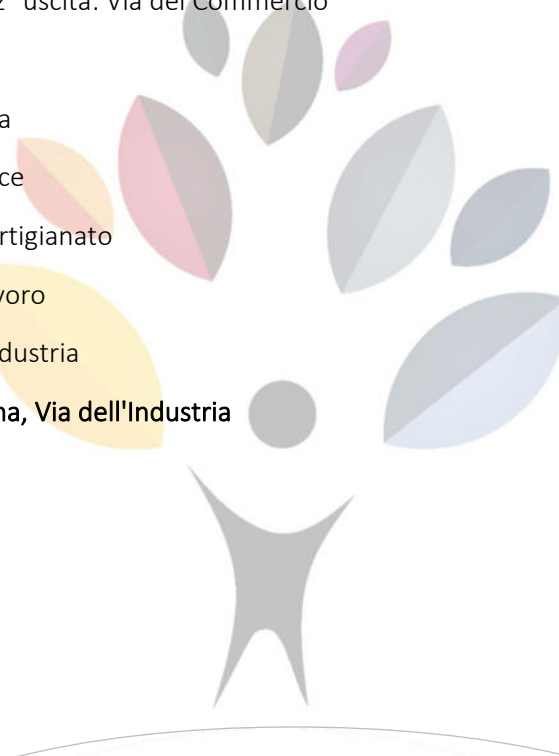 uscita: Via del Commercio
a
ce
rtigianato
voro
dustria
na, Via dell'Industria